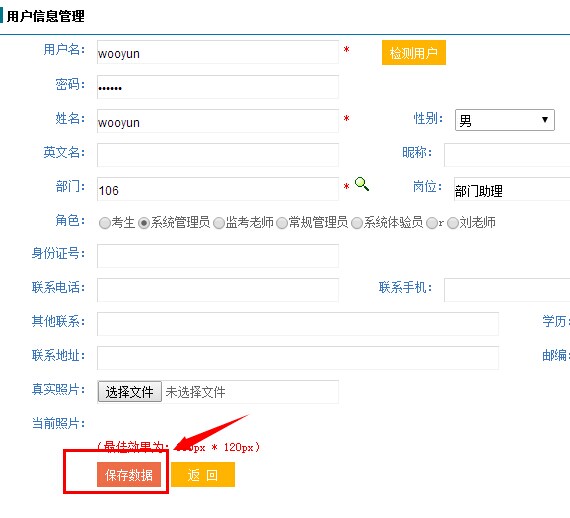 用户信息管理
用户名： wooyun * 检测用户
密码： ••••••
姓名： wooyun * 性别： 男
英文名： 昵称：
部门： 106 * 岗位： 部门助理
角色： 考生 系统管理员 监考老师 常规管理员 系统体验员 r 刘老师
身份证号：
联系电话： 联系手机：
其他联系： 学历：
联系地址： 邮编：
真实照片： 选择文件 未选择文件
当前照片：
(最佳效果为： * 120px)
保存数据 返 回